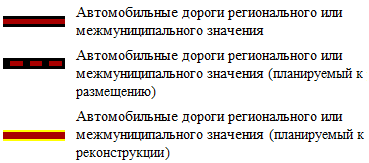 Автомобильные дороги регионального или
межмуниципального значения
Автомобильные дороги регионального или
межмуниципального значения (планируемый к
размещению)
Автомобильные дороги регионального или
межмуниципального значения (планируемый к
реконструкции)